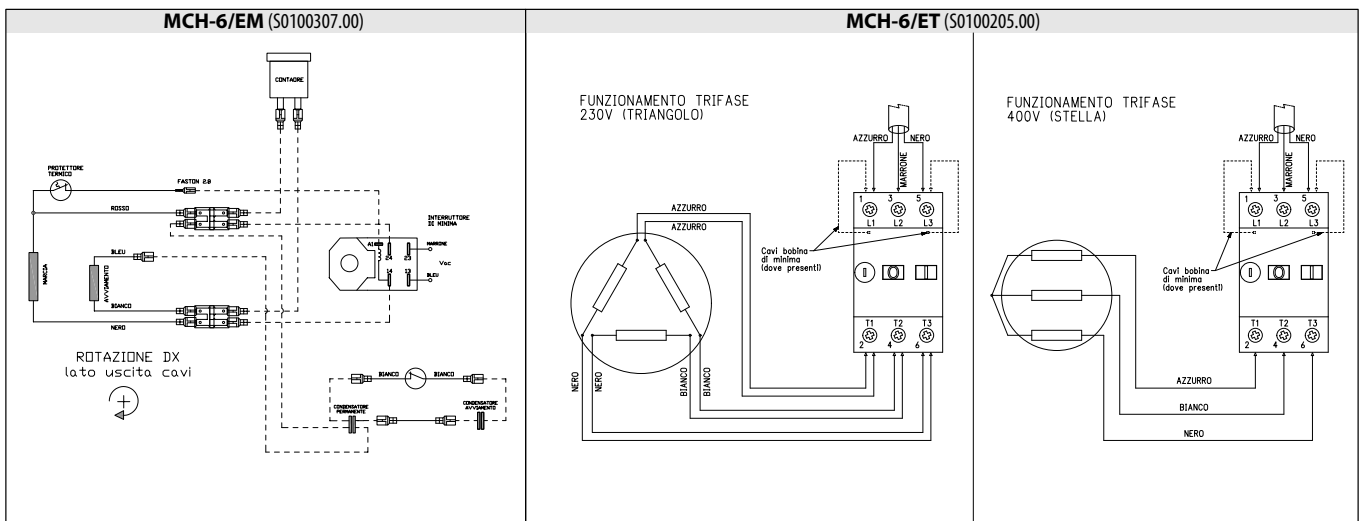 MCH-6/EM (S0100307.00)
MCH-6/ET (S0100205.00)
CONTAORE
PROTETTORE
TERMICO
FASTON 2.8
ROSSO
INTERRUTTORE
DI MINIMA
MARRONE
Vac
BLEU
BLEU
MARCIA
AVVIAMENTO
BIANCO
NERO
ROTAZIONE DX
lato uscita cavi
BIANCO
BIANCO
CONDENSATORE
PERMANENTE
CONDENSATORE
AVVIAMENTO
FUNZIONAMENTO TRIFASE
230V (TRIANGOLO)
AZZURRO
NERO
MARRONE
1 3 5
L1 L2 L3
AZZURRO
AZZURRO
Cavi bobina
di minima
(dove presenti)
T1 T2 T3
2 4 6
NERO
NERO
BIANCO
BIANCO
FUNZIONAMENTO TRIFASE
400V (STELLA)
AZZURRO
NERO
MARRONE
1 3 5
L1 L2 L3
Cavi bobina
di minima
(dove presenti)
T1 T2 T3
2 4 6
AZZURRO
BIANCO
NERO